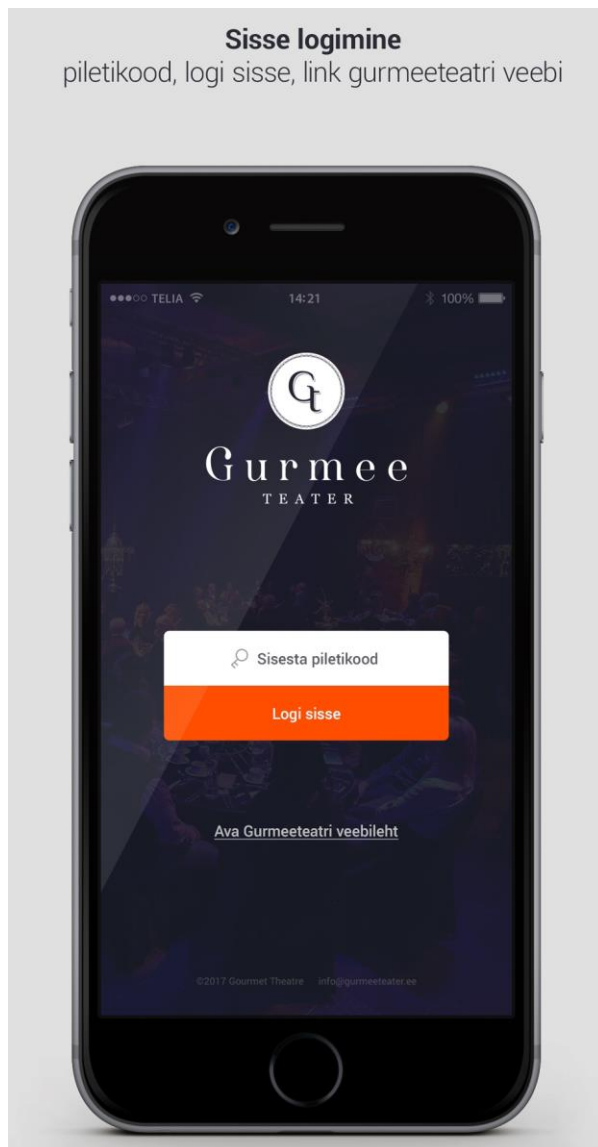 Sisse logimine
piletikood, logi sisse, link gurmeeteatri veebi
TELIA 14:21 100%
Gt
Gurmee
TEATER
Sisesta piletikood
Logi sisse
Ava Gurmeeteatri veebileht
©2017 Gourmet Theatre info@gurmeeteater.ee